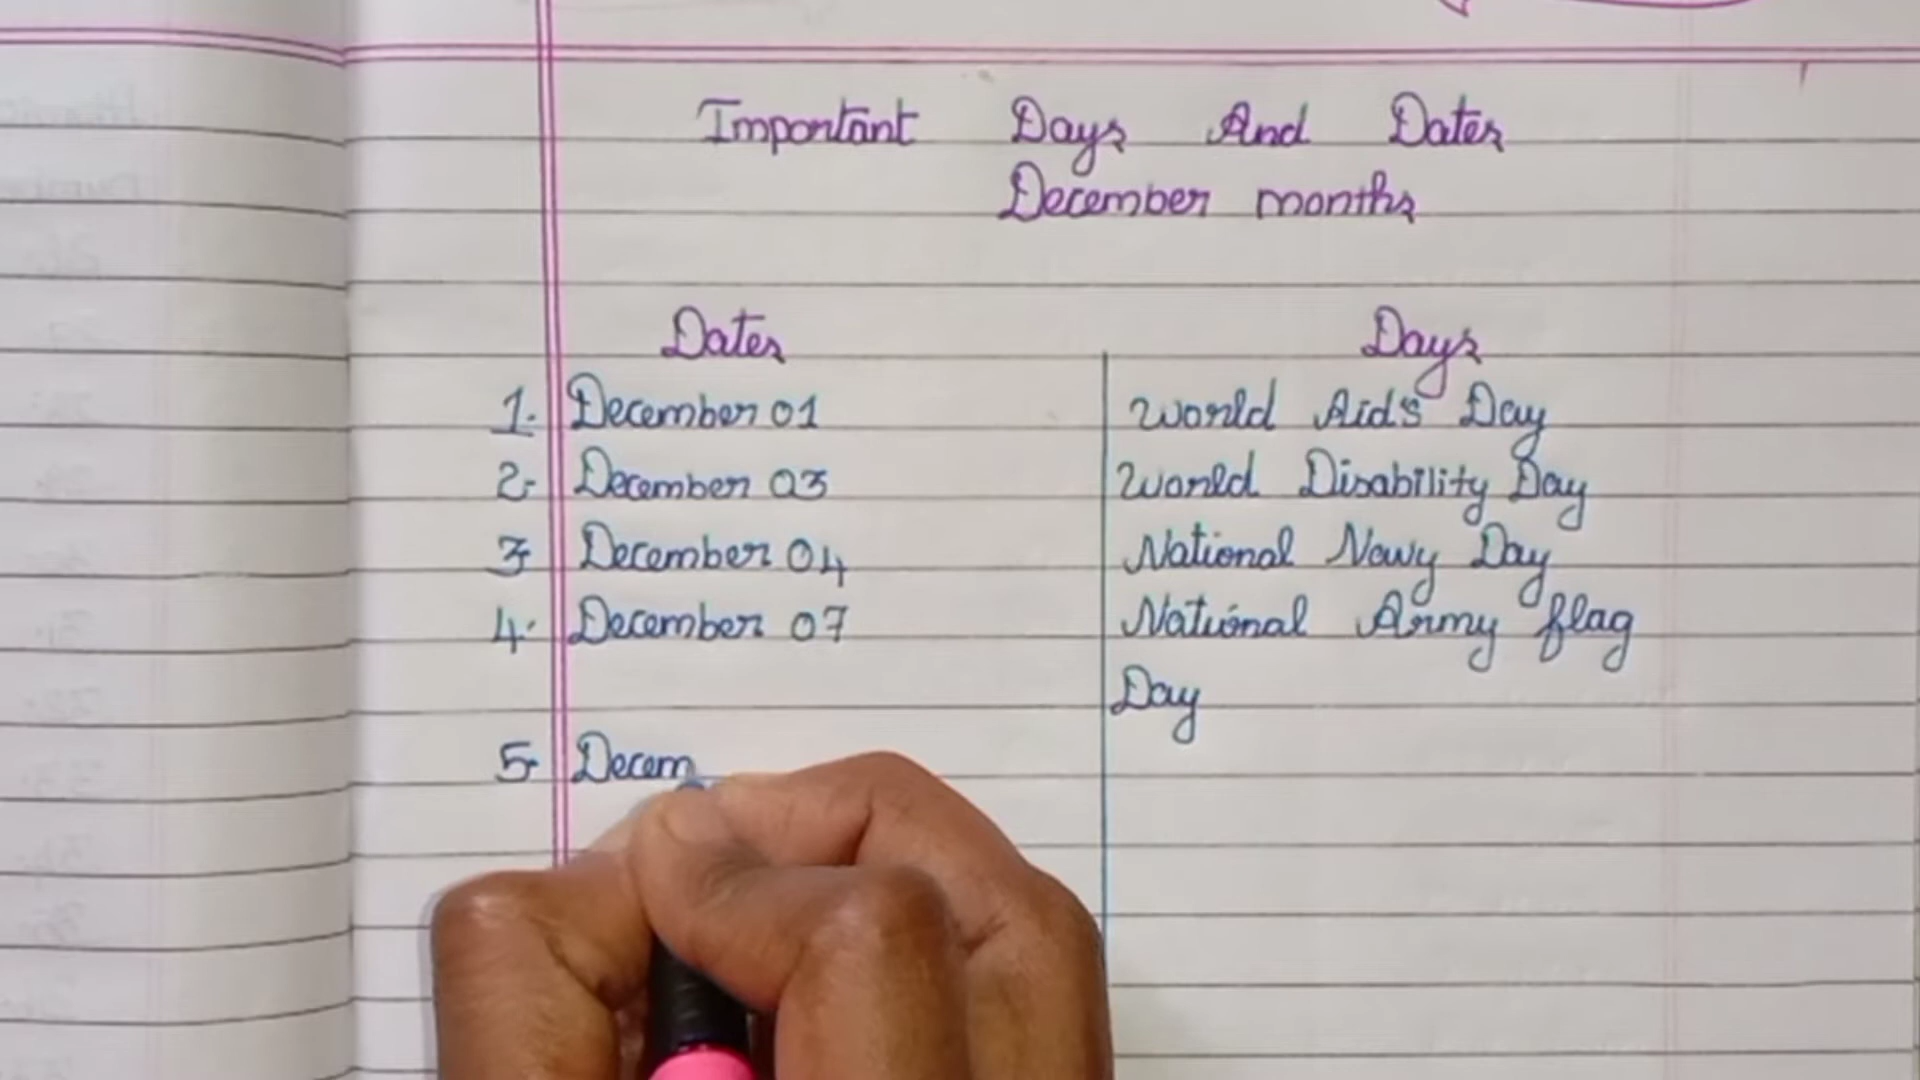 Important Days And Dates
December months
Dates Days
1. December 01 World Aid's Day
2. December 03 World Disability Day
3. December 04 National Navy Day
4. December 07 National Army flag
Day
5. Decem